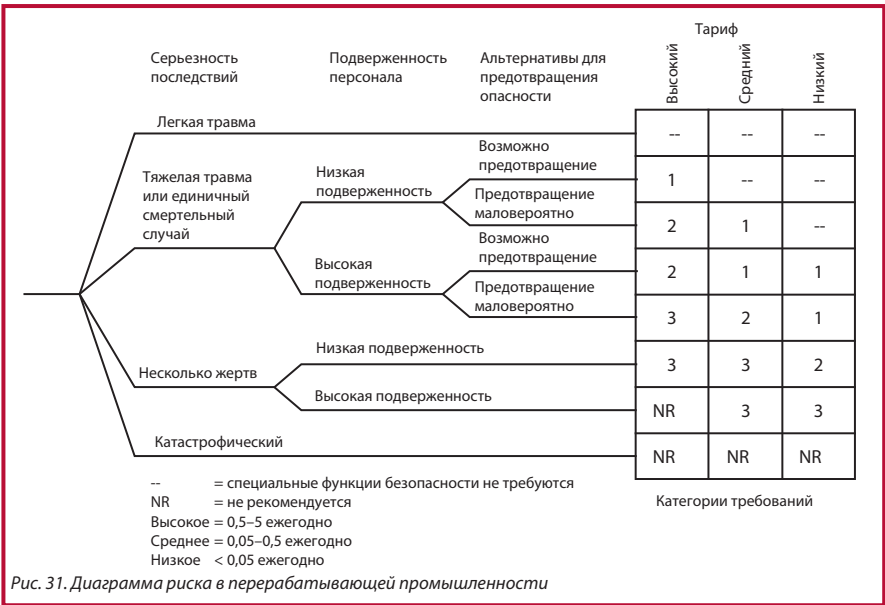 Тариф
Серьезность
последствий
Подверженность
персонала
Альтернативы для
предотвращения
опасности
Высокий
Средний
Низкий
Легкая травма
-- -- --
Тяжелая травма
или единичный
смертельный
случай
Низкая
подверженность
Возможно
предотвращение
1 -- --
Предотвращение
маловероятно
2 1 --
Высокая
подверженность
Возможно
предотвращение
2 1 1
Предотвращение
маловероятно
3 2 1
Несколько жертв
Низкая подверженность
3 3 2
Высокая подверженность
NR 3 3
Катастрофический
NR NR NR
-- = специальные функции безопасности не требуются
NR = не рекомендуется
Высокое = 0,5–5 ежегодно
Среднее = 0,05–0,5 ежегодно
Низкое < 0,05 ежегодно
Категории требований
Рис. 31. Диаграмма риска в перерабатывающей промышленности